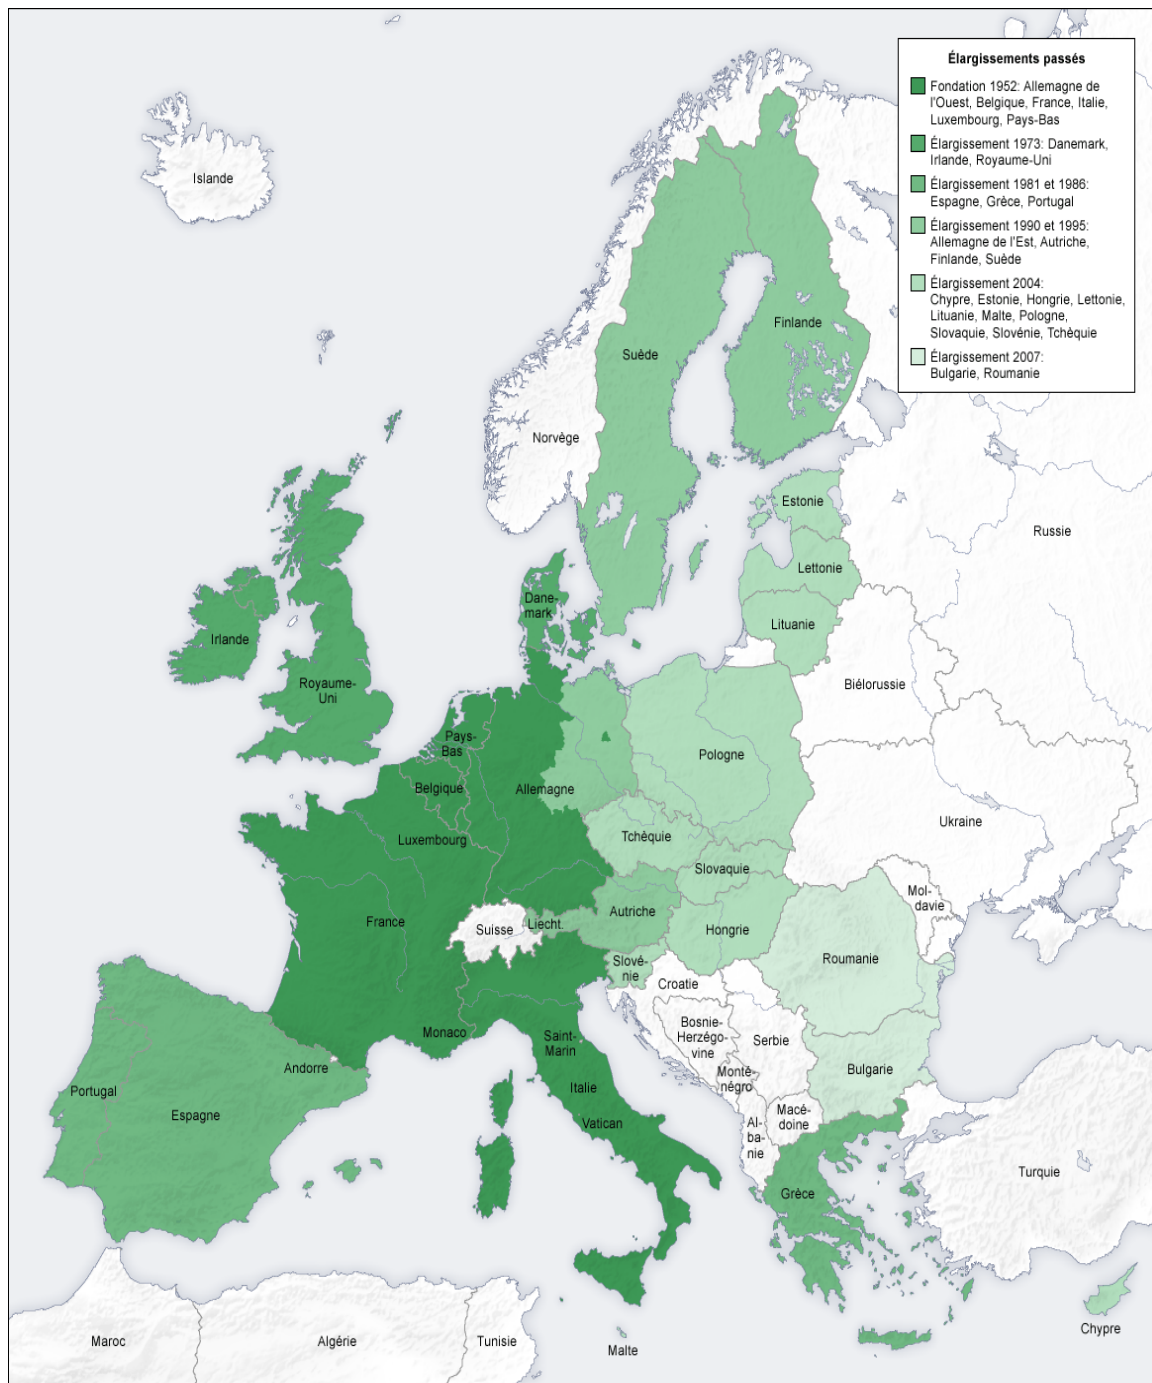 Élargissements passés
Fondation 1952: Allemagne de
l'Ouest, Belgique, France, Italie,
Luxembourg, Pays-Bas
Élargissement 1973: Danemark,
Irlande, Royaume-Uni
Élargissement 1981 et 1986:
Espagne, Grèce, Portugal
Élargissement 1990 et 1995:
Allemagne de l'Est, Autriche,
Finlande, Suède
Élargissement 2004:
Chypre, Estonie, Hongrie, Lettonie,
Lituanie, Malte, Pologne,
Slovaquie, Slovénie, Tchèquie
Élargissement 2007:
Bulgarie, Roumanie
Islande
Finlande
Suède
Norvège
Estonie
Russie
Lettonie
Dane-
mark
Lituanie
Irlande
Royaume-
Uni
Biélorussie
Pays-
Bas
Pologne
Belgique
Allemagne
Ukraine
Luxembourg
Tchèquie
Slovaquie
Mol-
davie
France
Suisse
Liecht.
Autriche
Hongrie
Slové-
nie
Roumanie
Croatie
Monaco
Saint-
Marin
Bosnie-
Herzégo-
vine
Serbie
Andorre
Bulgarie
Monté-
négro
Portugal
Espagne
Italie
Vatican
Macé-
doine
Al-
ba-
nie
Turquie
Grèce
Chypre
Maroc
Algérie
Tunisie
Malte